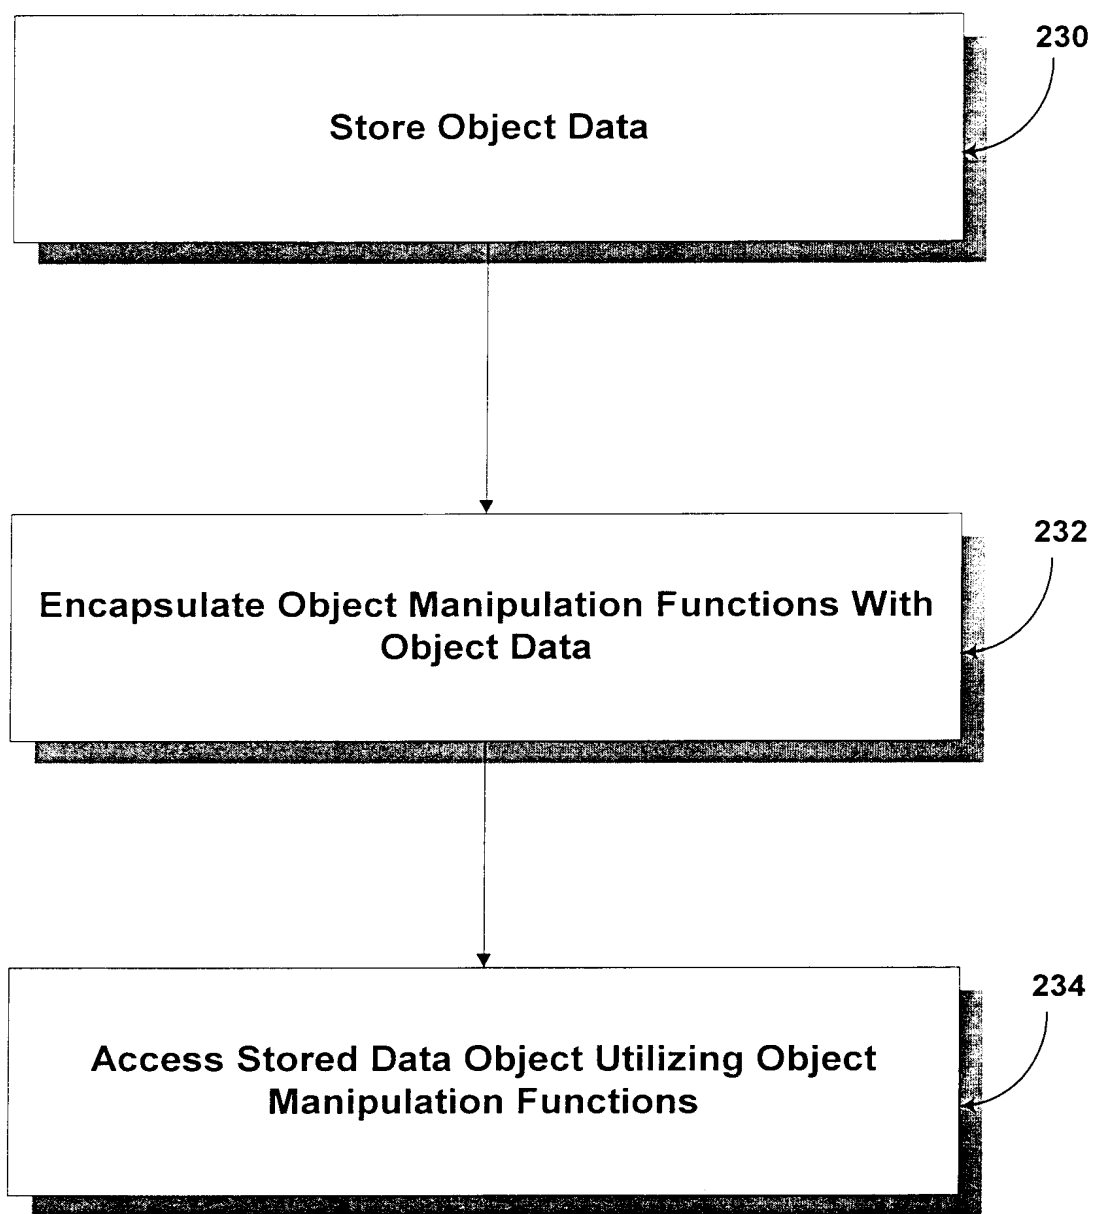 230
Store Object Data
232
Encapsulate Object Manipulation Functions With
Object Data
234
Access Stored Data Object Utilizing Object
Manipulation Functions